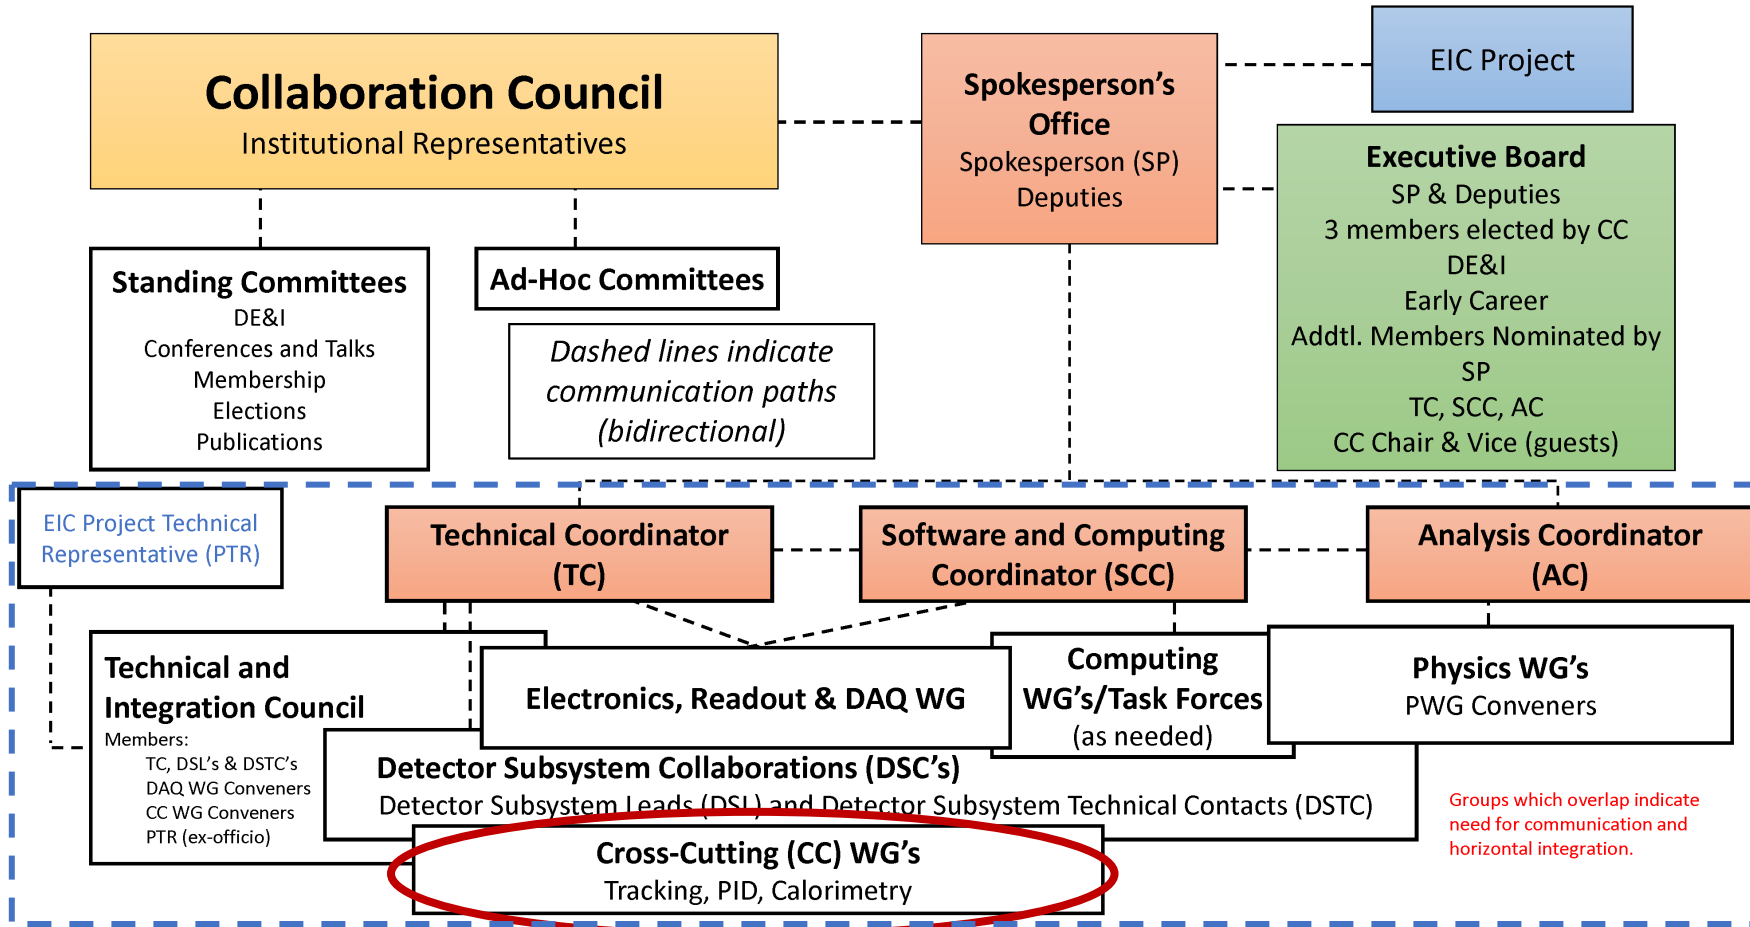 Collaboration Council
Institutional Representatives
Spokesperson's
Office
Spokesperson (SP)
Deputies
EIC Project
Executive Board
SP & Deputies
3 members elected by CC
DE&I
Early Career
Addtl. Members Nominated by
SP
TC, SCC, AC
CC Chair & Vice (guests)
Standing Committees
DE&I
Conferences and Talks
Membership
Elections
Publications
Ad-Hoc Committees
Dashed lines indicate
communication paths
(bidirectional)
EIC Project Technical
Representative (PTR)
Technical Coordinator
(TC)
Software and Computing
Coordinator (SCC)
Analysis Coordinator
(AC)
Technical and
Integration Council
Members:
TC, DSL's & DSTC's
DAQ WG Conveners
CC WG Conveners
PTR (ex-officio)
Electronics, Readout & DAQ WG
Computing
WG's/Task Forces
(as needed)
Physics WG's
PWG Conveners
Detector Subsystem Collaborations (DSC's)
Detector Subsystem Leads (DSL) and Detector Subsystem Technical Contacts (DSTC)
Cross-Cutting (CC) WG's
Tracking, PID, Calorimetry
Groups which overlap indicate
need for communication and
horizontal integration.